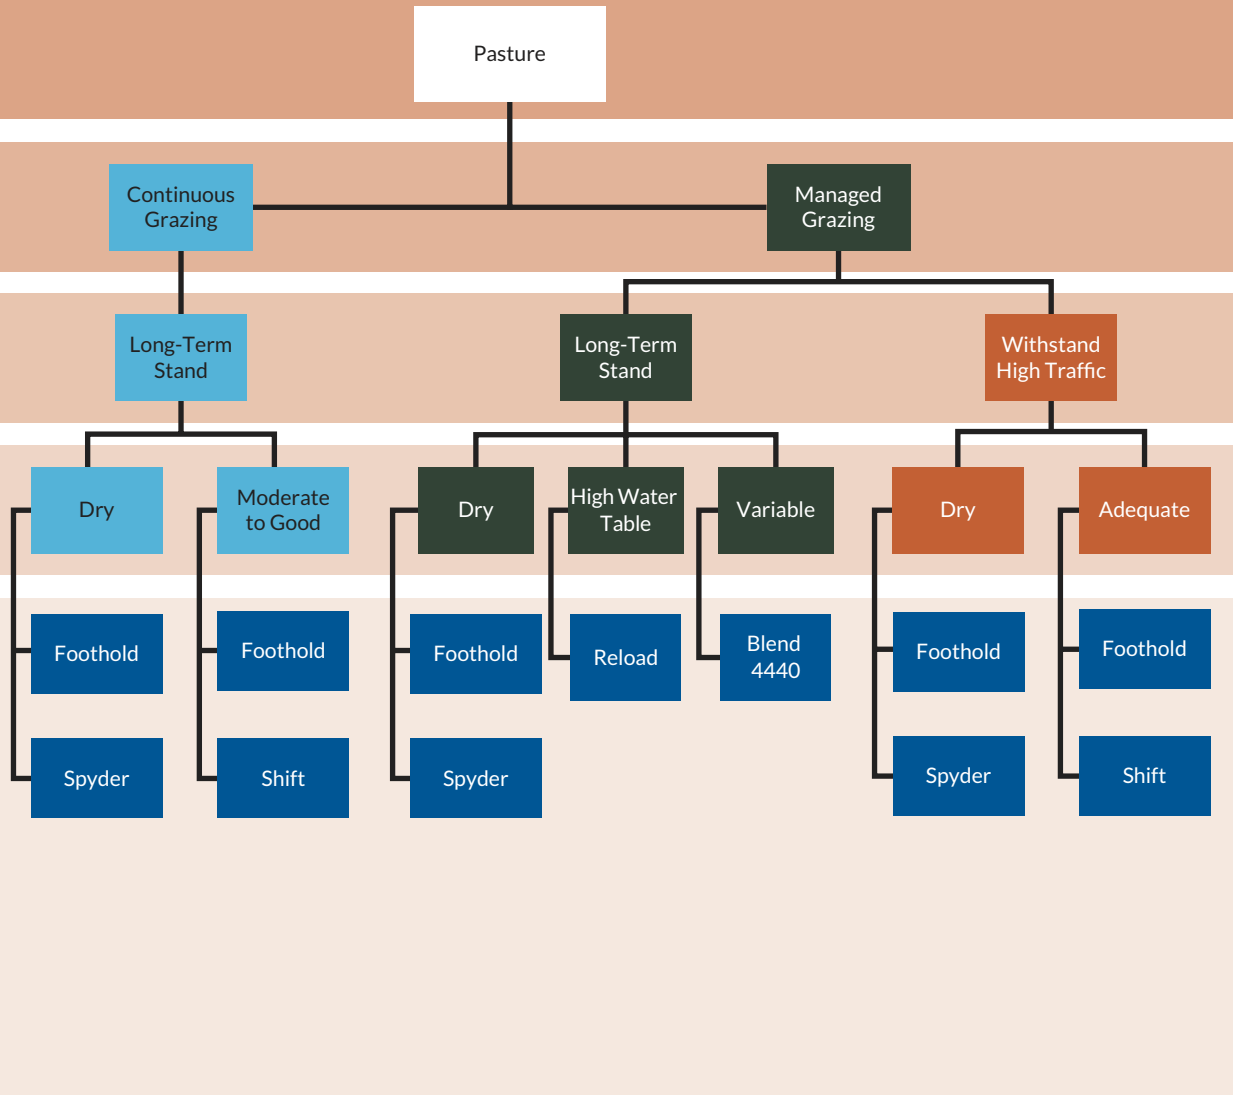 Pasture
Continuous
Grazing
Managed
Grazing
Long-Term
Stand
Long-Term
Stand
Withstand
High Traffic
Dry
Moderate
to Good
Dry
High Water
Table
Variable
Dry
Adequate
Foothold
Foothold
Foothold
Reload
Blend
4440
Foothold
Foothold
Spyder
Shift
Spyder
Spyder
Shift